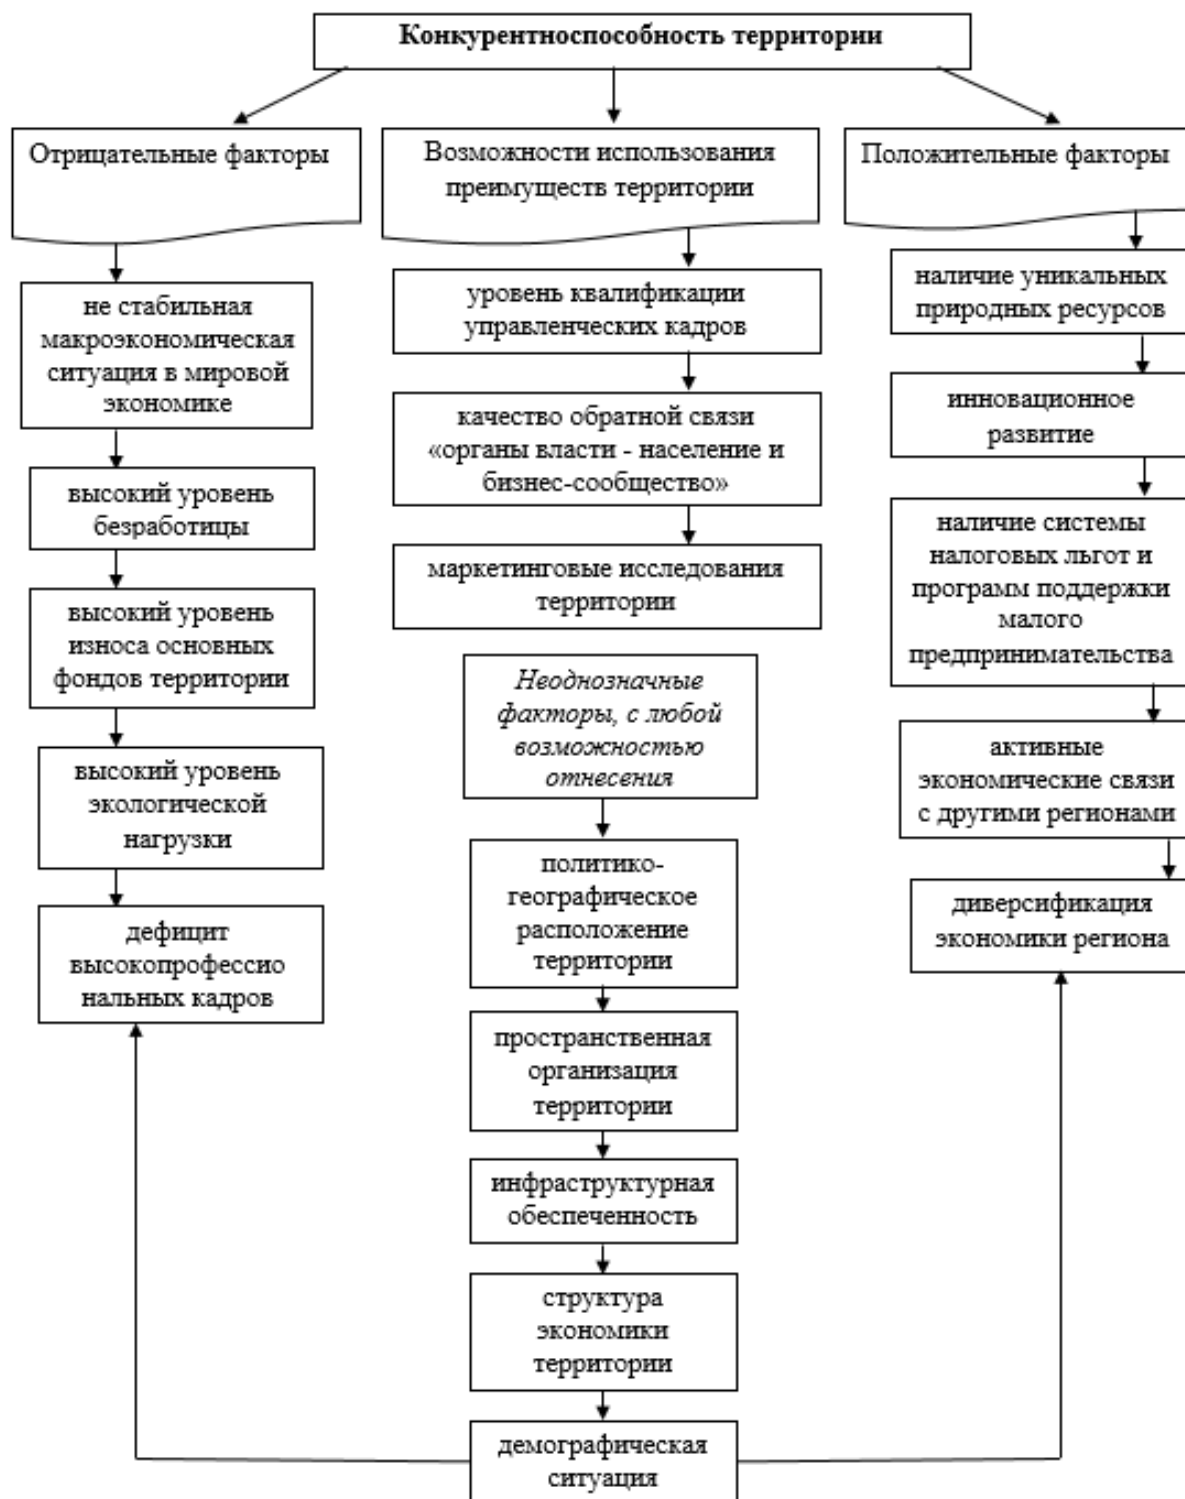 Конкурентноспособность территории
Отрицательные факторы
не стабильная
макроэкономическая
ситуация в мировой
экономике
высокий уровень
безработицы
высокий уровень
износа основных
фондов территории
высокий уровень
экологической
нагрузки
дефицит
высокопрофессио
нальных кадров
Возможности использования
преимуществ территории
уровень квалификации
управленческих кадров
качество обратной связи
«органы власти - население и
бизнес-сообщество»
маркетинговые исследования
территории
Неоднозначные
факторы, с любой
возможностью
отнесения
политико-
географическое
расположение
территории
пространственная
организация
территории
инфраструктурная
обеспеченность
структура
экономики
территории
демографическая
ситуация
Положительные факторы
наличие уникальных
природных ресурсов
инновационное
развитие
наличие системы
налоговых льгот и
программ поддержки
малого
предпринимательства
активные
экономические связи
с другими регионами
диверсификация
экономики региона